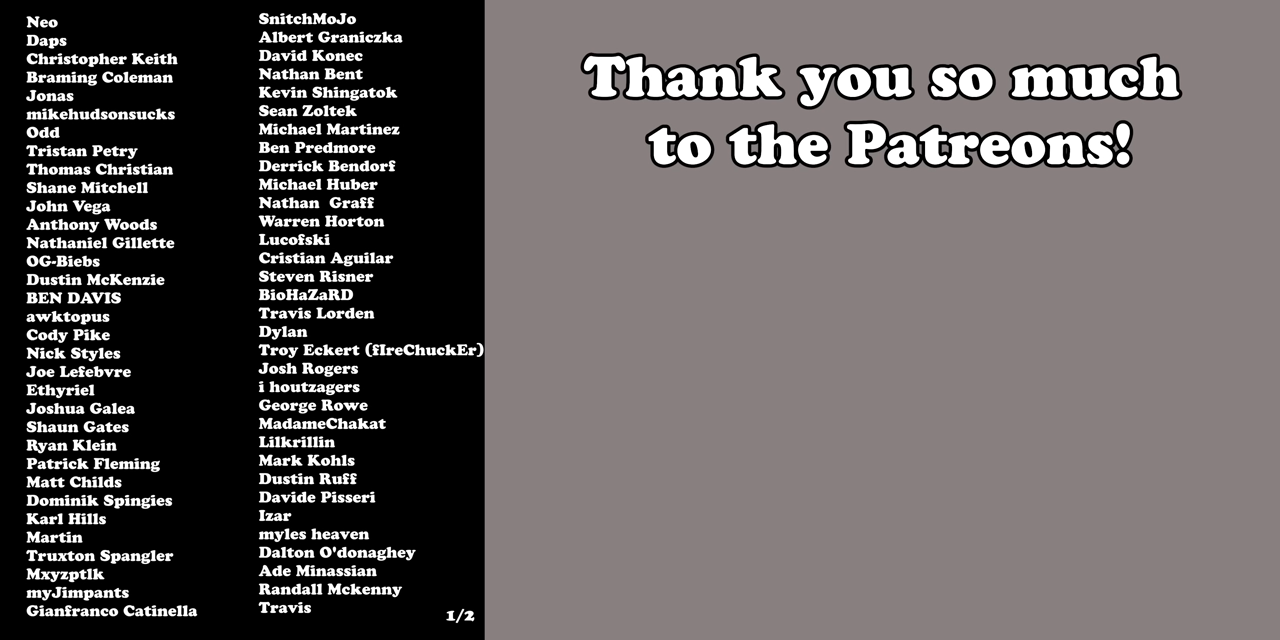 Neo
Daps
Christopher Keith
Braming Coleman
Jonas
mikehudsonsucks
Odd
Tristan Petry
Thomas Christian
Shane Mitchell
John Vega
Anthony Woods
Nathaniel Gillette
OG-Biebs
Dustin McKenzie
BEN DAVIS
awktopus
Cody Pike
Nick Styles
Joe Lefebvre
Ethyriel
Joshua Galea
Shaun Gates
Ryan Klein
Patrick Fleming
Matt Childs
Dominik Spingies
Karl Hills
Martin
Truxton Spangler
Mxyzptlk
myJimpants
Gianfranco Catinella
SnitchMoJo
Albert Graniczka
David Konec
Nathan Bent
Kevin Shingatok
Sean Zoltek
Michael Martinez
Ben Predmore
Derrick Bendorf
Michael Huber
Nathan  Graff
Warren Horton
Lucofski
Cristian Aguilar
Steven Risner
BioHaZaRD
Travis Lorden
Dylan
Troy Eckert (fIreChuckEr)
Josh Rogers
i houtzagers
George Rowe
MadameChakat
Lilkrillin
Mark Kohls
Dustin Ruff
Davide Pisseri
Izar
myles heaven
Dalton O'donaghey
Ade Minassian
Randall Mckenny
Travis
1/2
Thank you so much
to the Patreons!